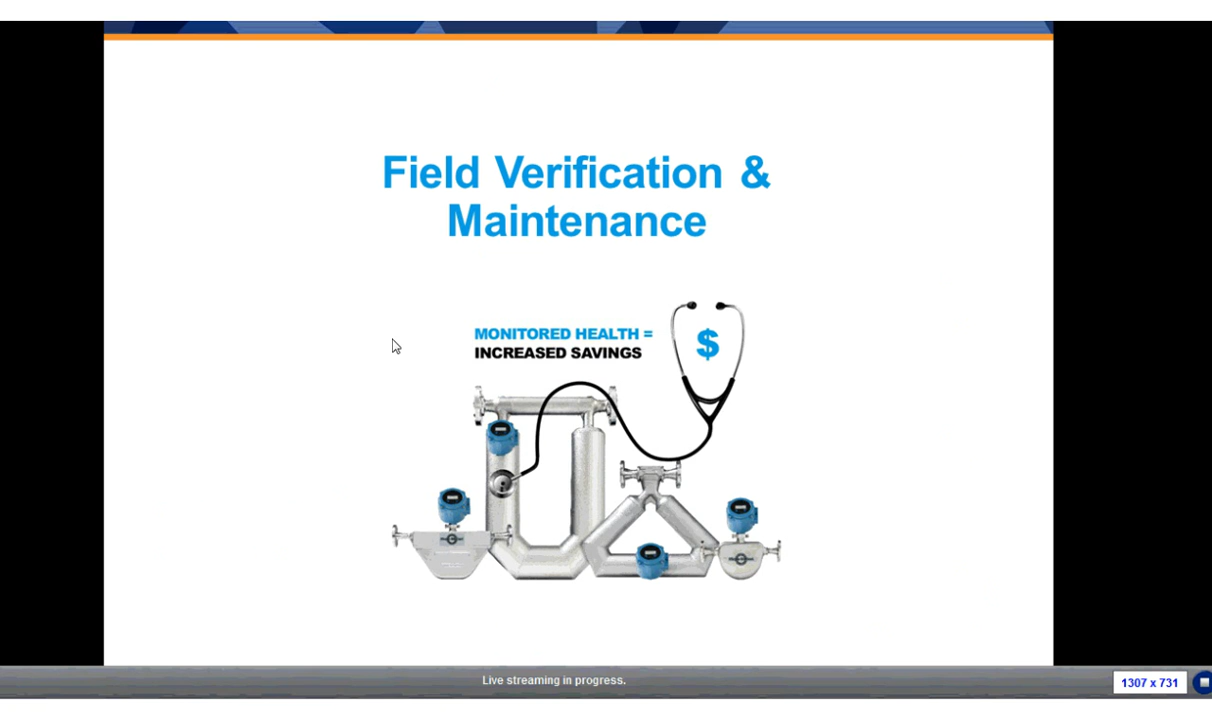 Field Verification &
Maintenance
MONITORED HEALTH =
INCREASED SAVINGS
$
Live streaming in progress.
1307 x 731